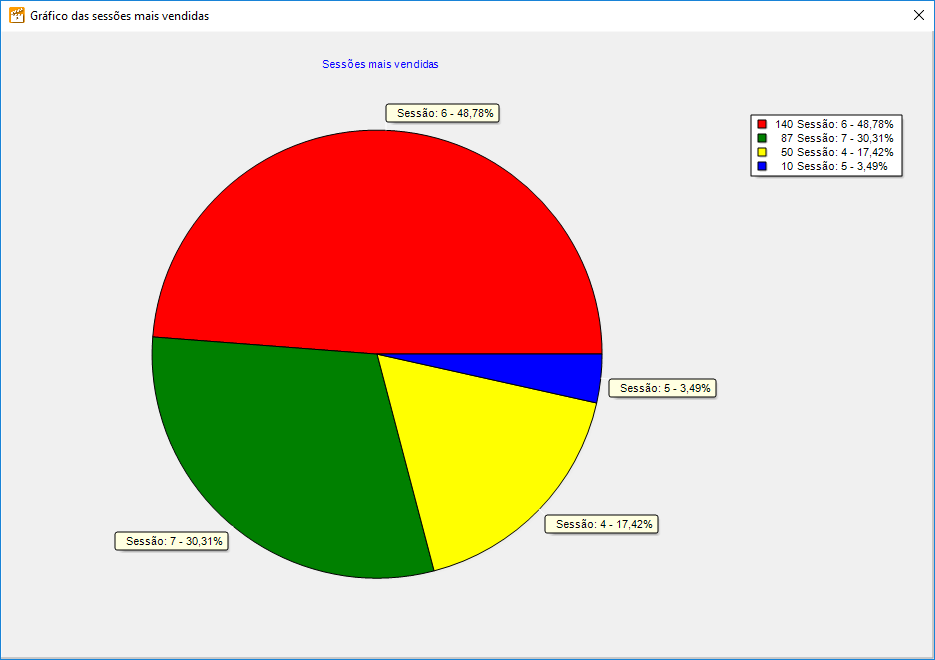 Gráfico das sessões mais vendidas
Sessões mais vendidas
Sessão: 6 - 48,78%
140 Sessão: 6 - 48,78%
87 Sessão: 7 - 30,31%
50 Sessão: 4 - 17,42%
10 Sessão: 5 - 3,49%
Sessão: 5 - 3,49%
Sessão: 4 - 17,42%
Sessão: 7 - 30,31%